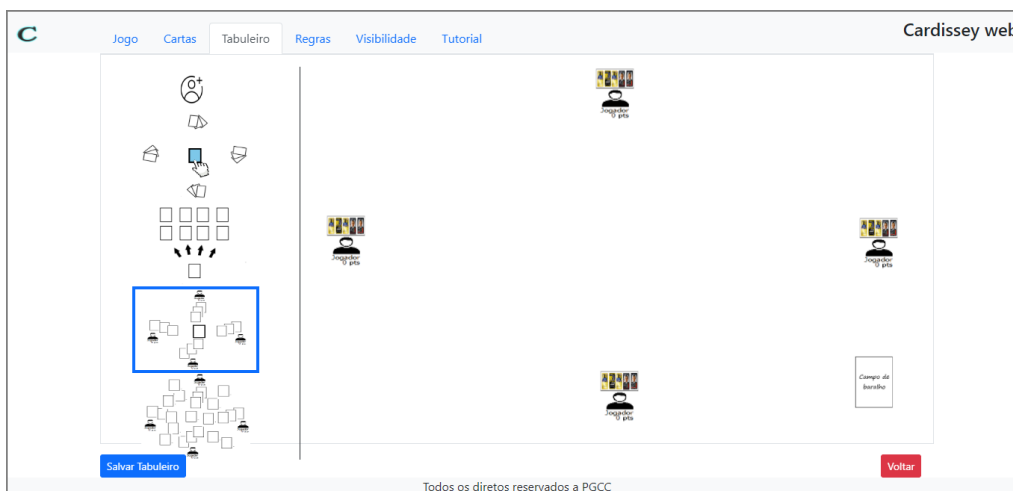 C
Jogo Cartas Tabuleiro Regras Visibilidade Tutorial
Cardissey web
Jogador
0 pts
Jogador
0 pts
Jogador
0 pts
Jogador
0 pts
Campo de
baralho
Salvar Tabuleiro
Voltar
Todos os diretos reservados a PGCC